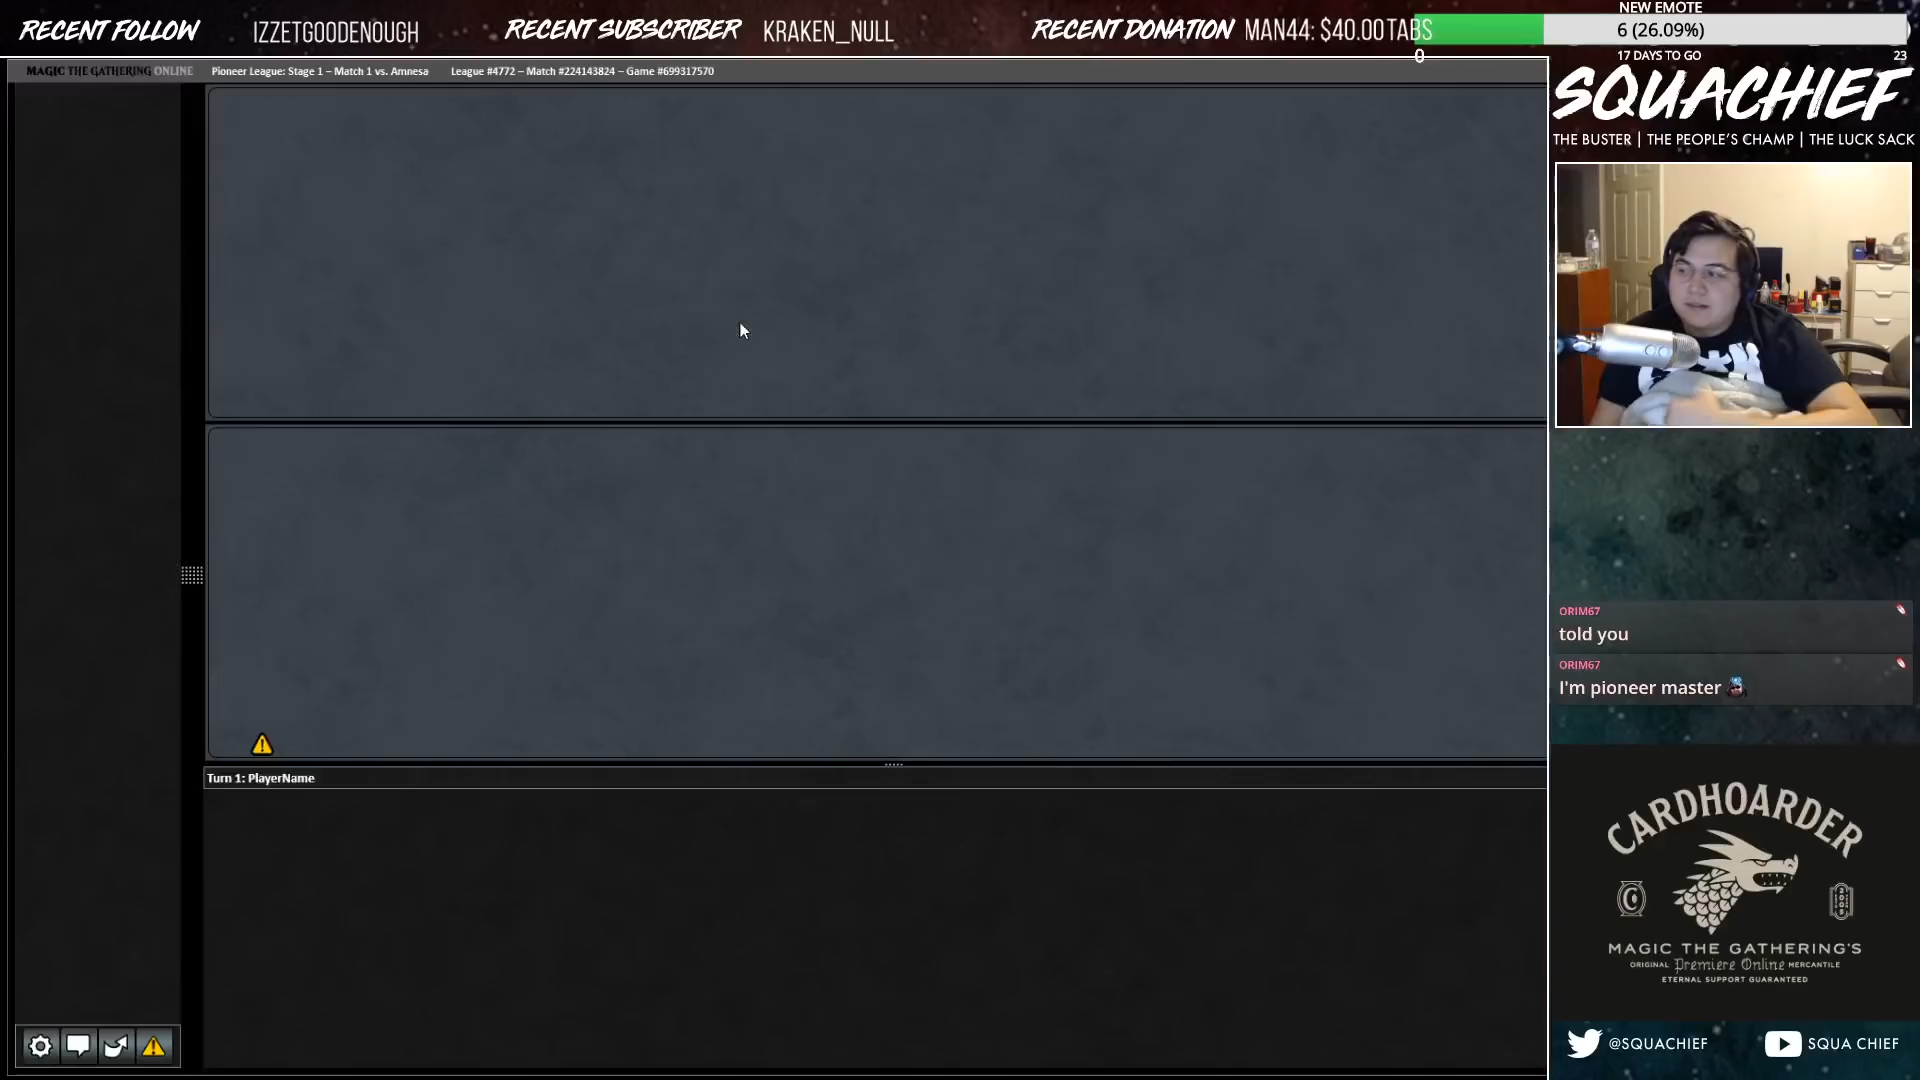 RECENT FOLLOW IZZETGOODENOUGH RECENT SUBSCRIBER KRAKEN_NULL RECENT DONATION MAN44: $40.00TABS
NEW EMOTE
6 (26.09%)
0 17 DAYS TO GO 23
MAGIC THE GATHERING ONLINE Pioneer League: Stage 1 – Match 1 vs. Amnesa League #4772 – Match #224143824 – Game #699317570
SQUACHIEF
THE BUSTER | THE PEOPLE'S CHAMP | THE LUCK SACK
ORIM67
told you
ORIM67
I'm pioneer master
Turn 1: PlayerName
CARDHOARDER
MAGIC THE GATHERING'S
ORIGINAL Premiere Online MERCANTILE
ETERNAL SUPPORT GUARANTEED
@SQUACHIEF SQUA CHIEF